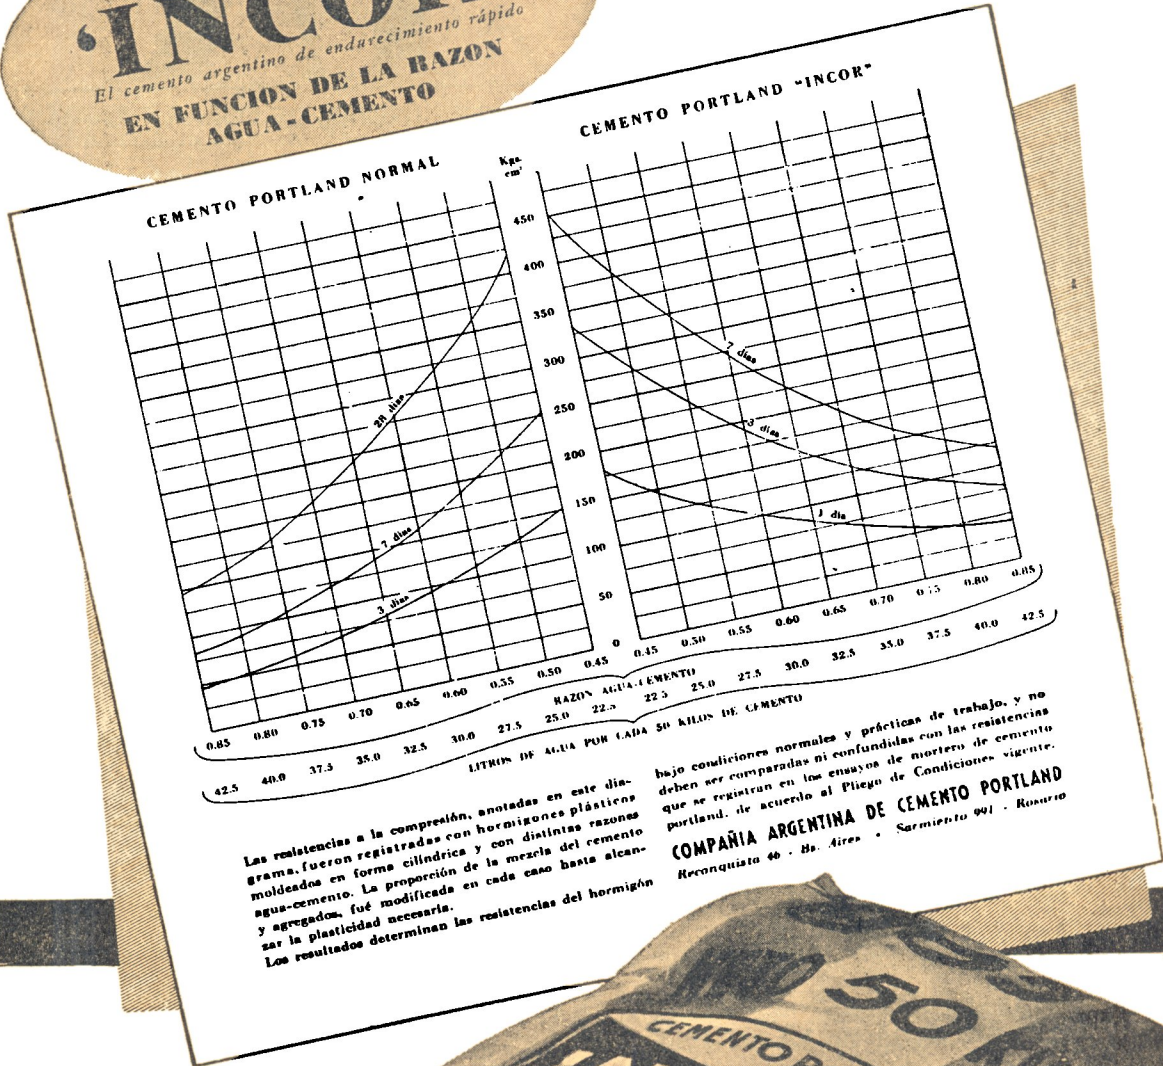 'INCOR
El cemento argentino de endurecimiento rápido
EN FUNCION DE LA RAZON
AGUA-CEMENTO
CEMENTO PORTLAND NORMAL
Kgs.
cm²
CEMENTO PORTLAND "INCOR"
450
400
350
300
250
200
150
100
50
0
28 dias
7 dias
3 dias
7 dias
3 dias
1 dia
0.85 0.80 0.75 0.70 0.65 0.60 0.55 0.50 0.45
0.45 0.50 0.55 0.60 0.65 0.70 0.75 0.80 0.85
RAZON AGUA-CEMENTO
42.5 40.0 37.5 35.0 32.5 30.0 27.5 25.0 22.5
22.5 25.0 27.5 30.0 32.5 35.0 37.5 40.0 42.5
LITROS DE AGUA POR CADA 50 KILOS DE CEMENTO
Las resistencias a la compresión, anotadas en este dia-
grama, fueron registradas con hormigones plásticos
moldeados en forma cilíndrica y con distintas razones
agua-cemento. La proporción de la mezcla del cemento
y agregados, fué modificada en cada caso hasta alcan-
zar la plasticidad necesaria.
Los resultados determinan las resistencias del hormigón
bajo condiciones normales y prácticas de trabajo, y no
deben ser comparadas ni confundidas con las resistencias
que se registran en los ensayos de mortero de cemento
portland, de acuerdo al Pliego de Condiciones vigente.
COMPAÑIA ARGENTINA DE CEMENTO PORTLAND
Reconquista 46 - Bs. Aires • Sarmiento 991 - Rosario
50
CEMENTO